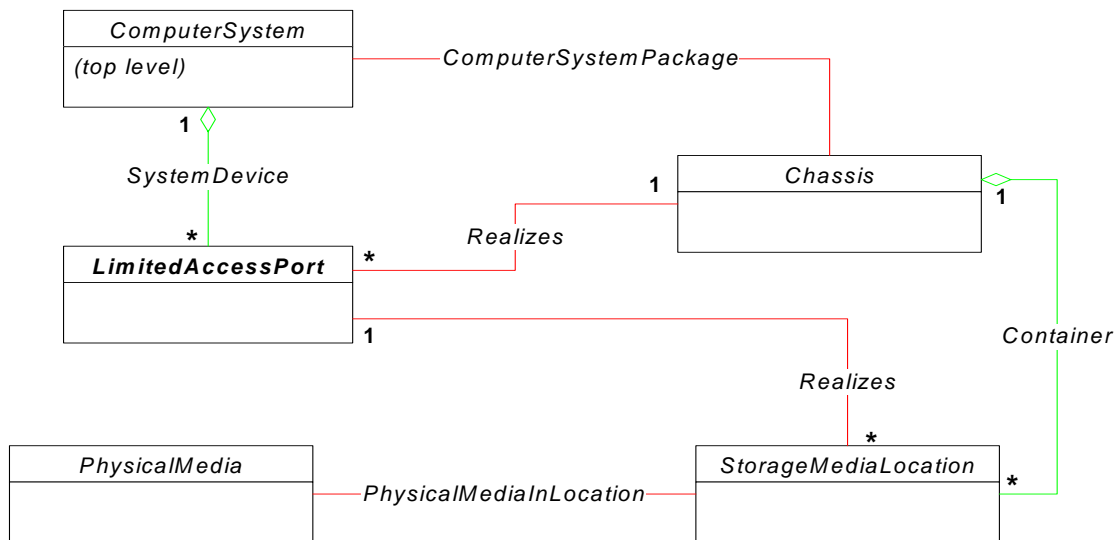 ComputerSystem
(top level)
ComputerSystemPackage
1
SystemDevice
Chassis
1
1
Realizes
*
*
LimitedAccessPort
1
Container
Realizes
*
PhysicalMedia
StorageMediaLocation
PhysicalMediaInLocation
*